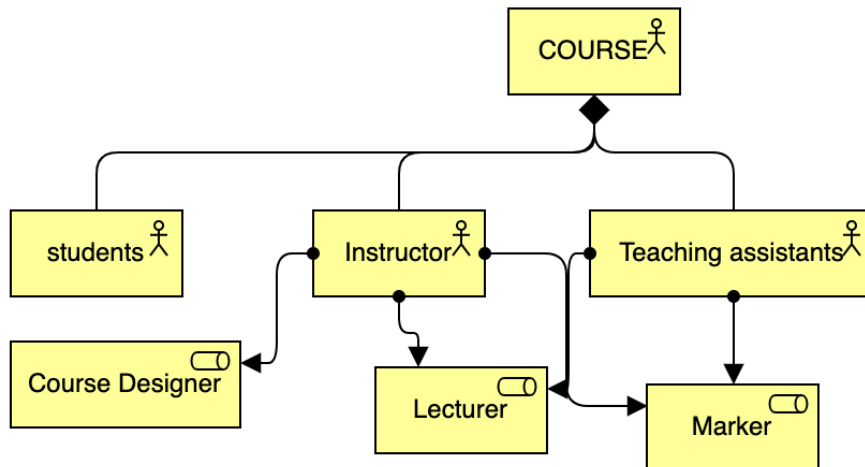 COURSE
students
Instructor
Teaching assistants
Course Designer
Lecturer
Marker